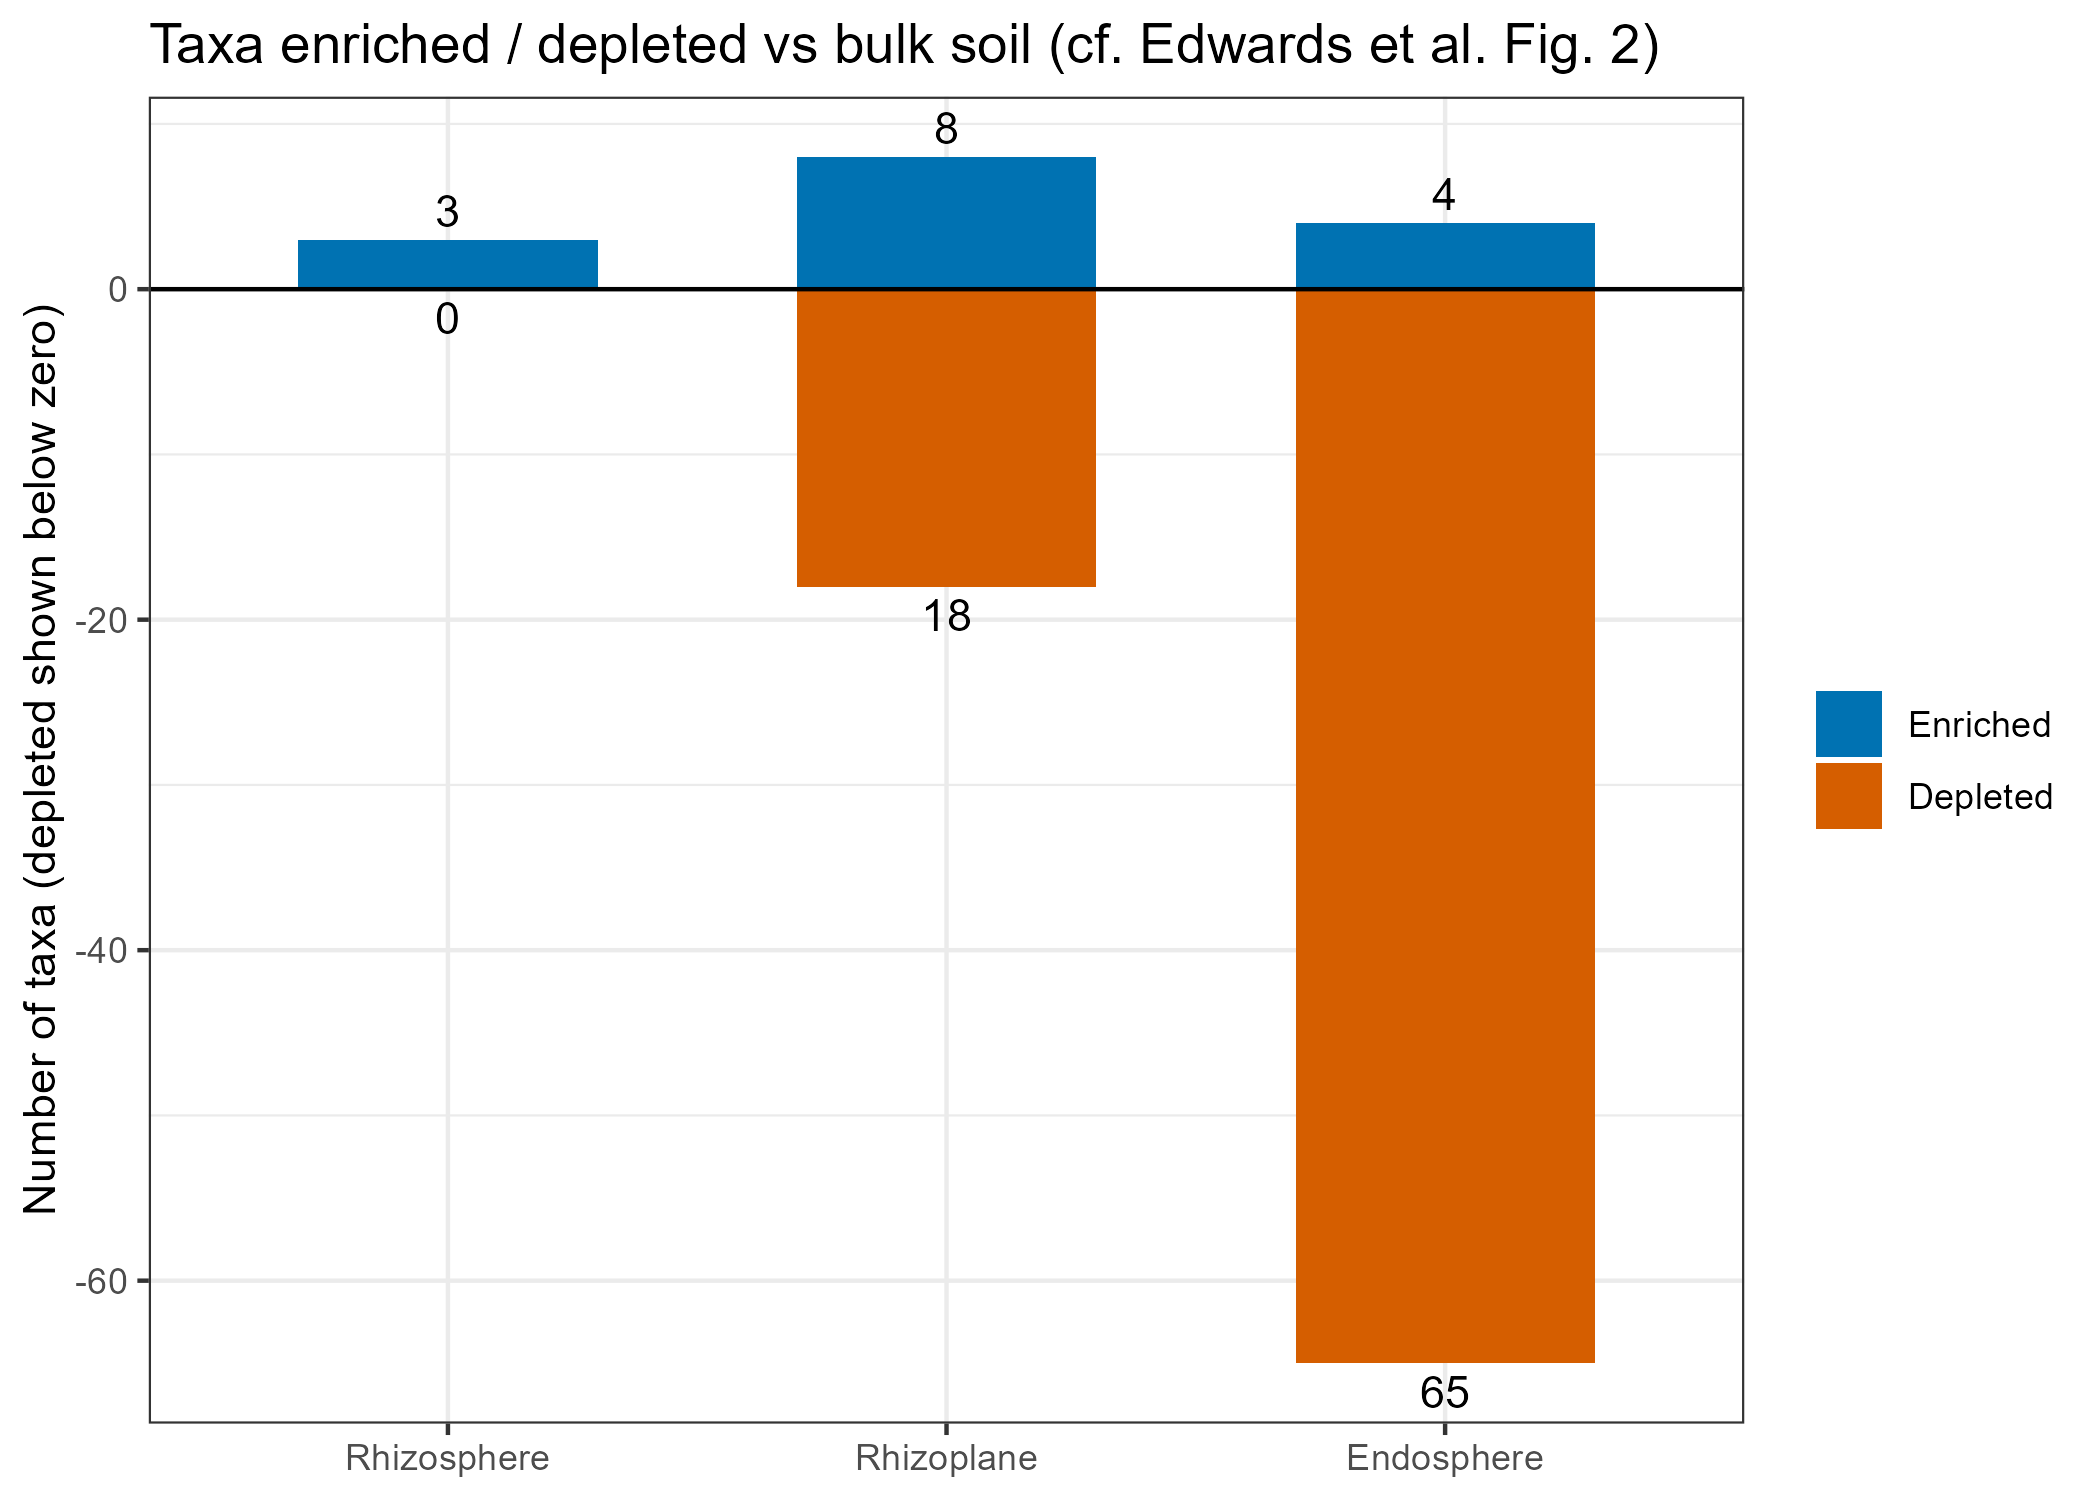 Taxa enriched / depleted vs bulk soil (cf. Edwards et al. Fig. 2)
Number of taxa (depleted shown below zero)
0
-20
-40
-60
3
0
8
18
4
65
Rhizosphere
Rhizoplane
Endosphere
Enriched
Depleted